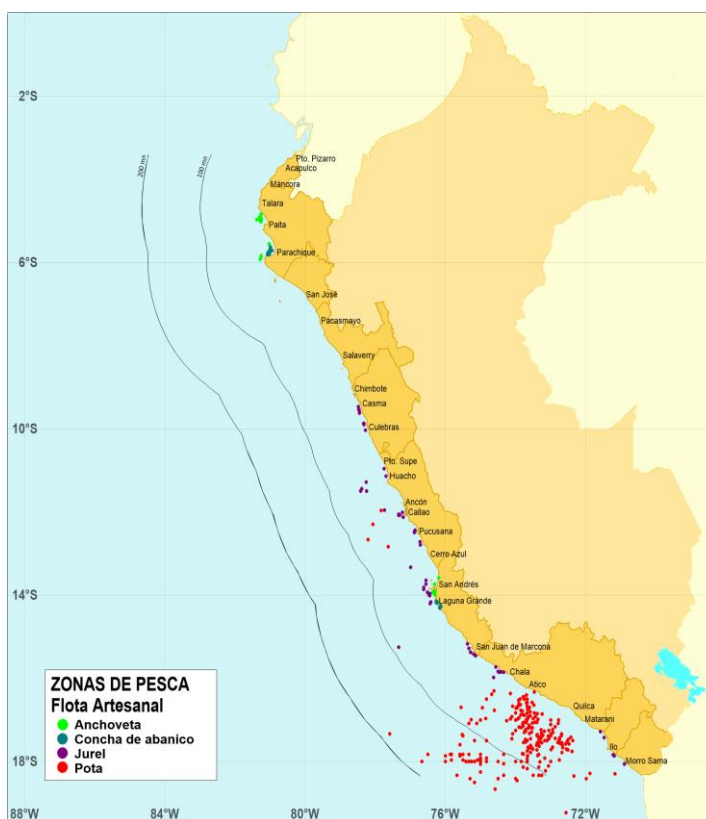 2°S
200 mn
100 mn
Pto. Pizarro
Acapulco
Máncora
Talara
Paita
Parachique
6°S
San José
Pacasmayo
Salaverry
Chimbote
Casma
10°S
Culebras
Pto. Supe
Huacho
Ancón
Callao
Pucusana
Cerro Azul
14°S
San Andrés
Laguna Grande
San Juan de Marcona
Chala
Atico
Quilca
Matarani
Ilo
Morro Sama
18°S
ZONAS DE PESCA
Flota Artesanal
Anchoveta
Concha de abanico
Jurel
Pota
88°W 84°W 80°W 76°W 72°W